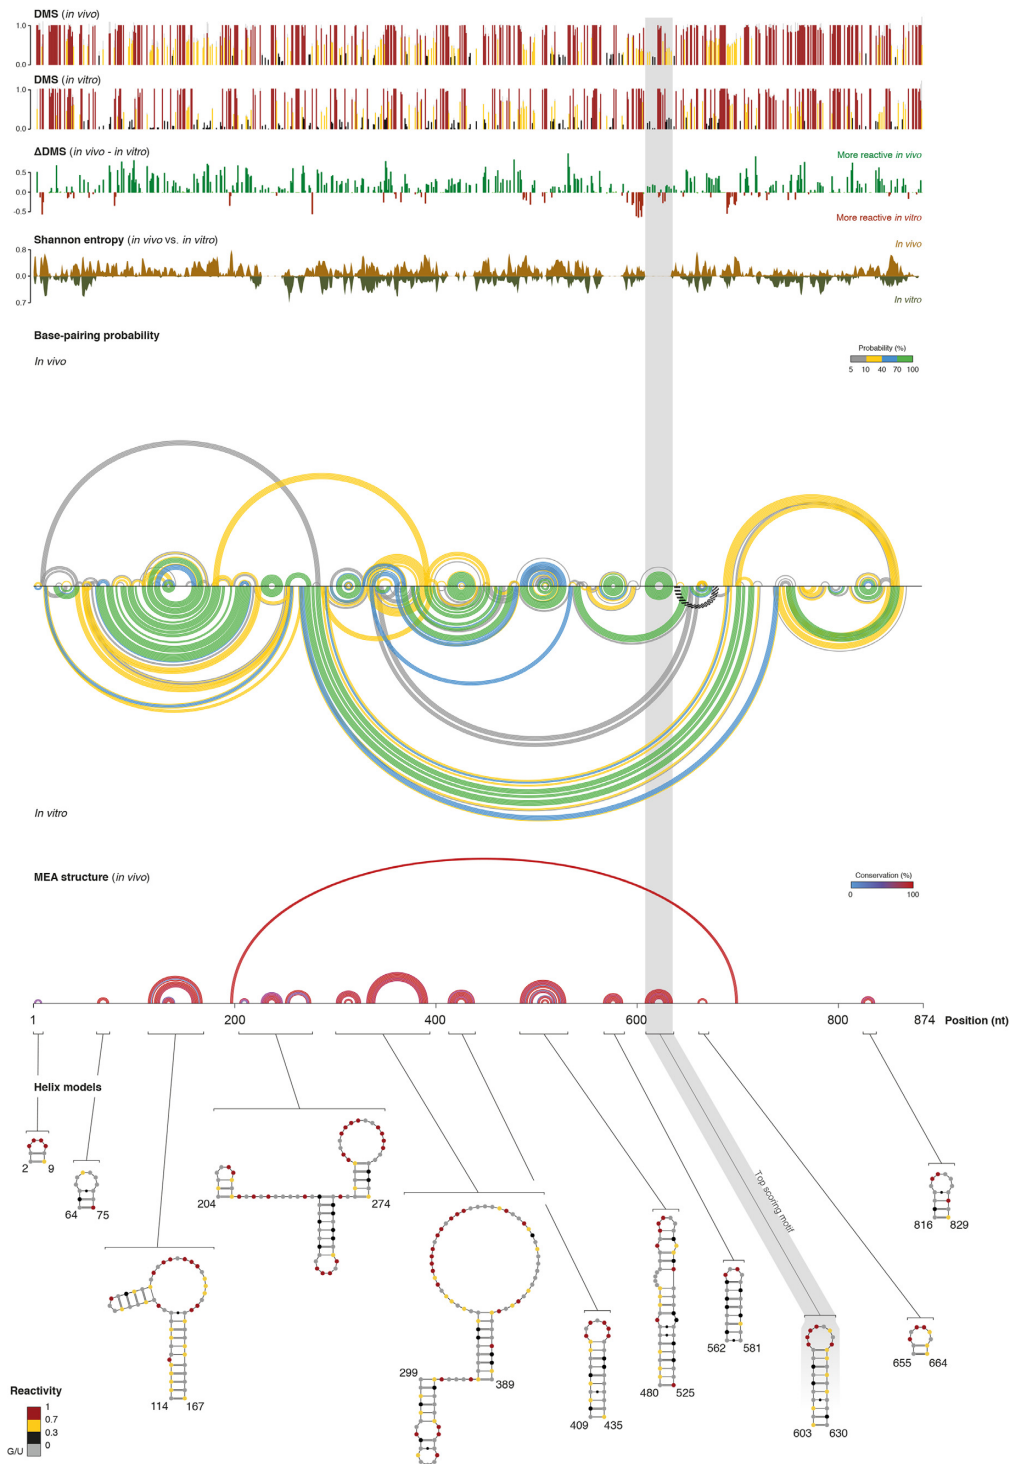 DMS (in vivo)
1.0
0.0
DMS (in vitro)
1.0
0.0
ΔDMS (in vivo - in vitro)
More reactive in vivo
0.5
0.0
-0.5
More reactive in vitro
Shannon entropy (in vivo vs. in vitro)
In vivo
0.8
0.0
0.7
In vitro
Base-pairing probability
In vivo
Probability (%)
5 10 40 70 100
In vitro
MEA structure (in vivo)
Conservation (%)
0 100
1 200 400 600 800 874 Position (nt)
Helix models
2 9
64 75
204 274
Top scoring motif
816 829
562 581
655 664
299 389
480 525
114 167
409 435
603 630
Reactivity
1
0.7
0.3
0
G/U